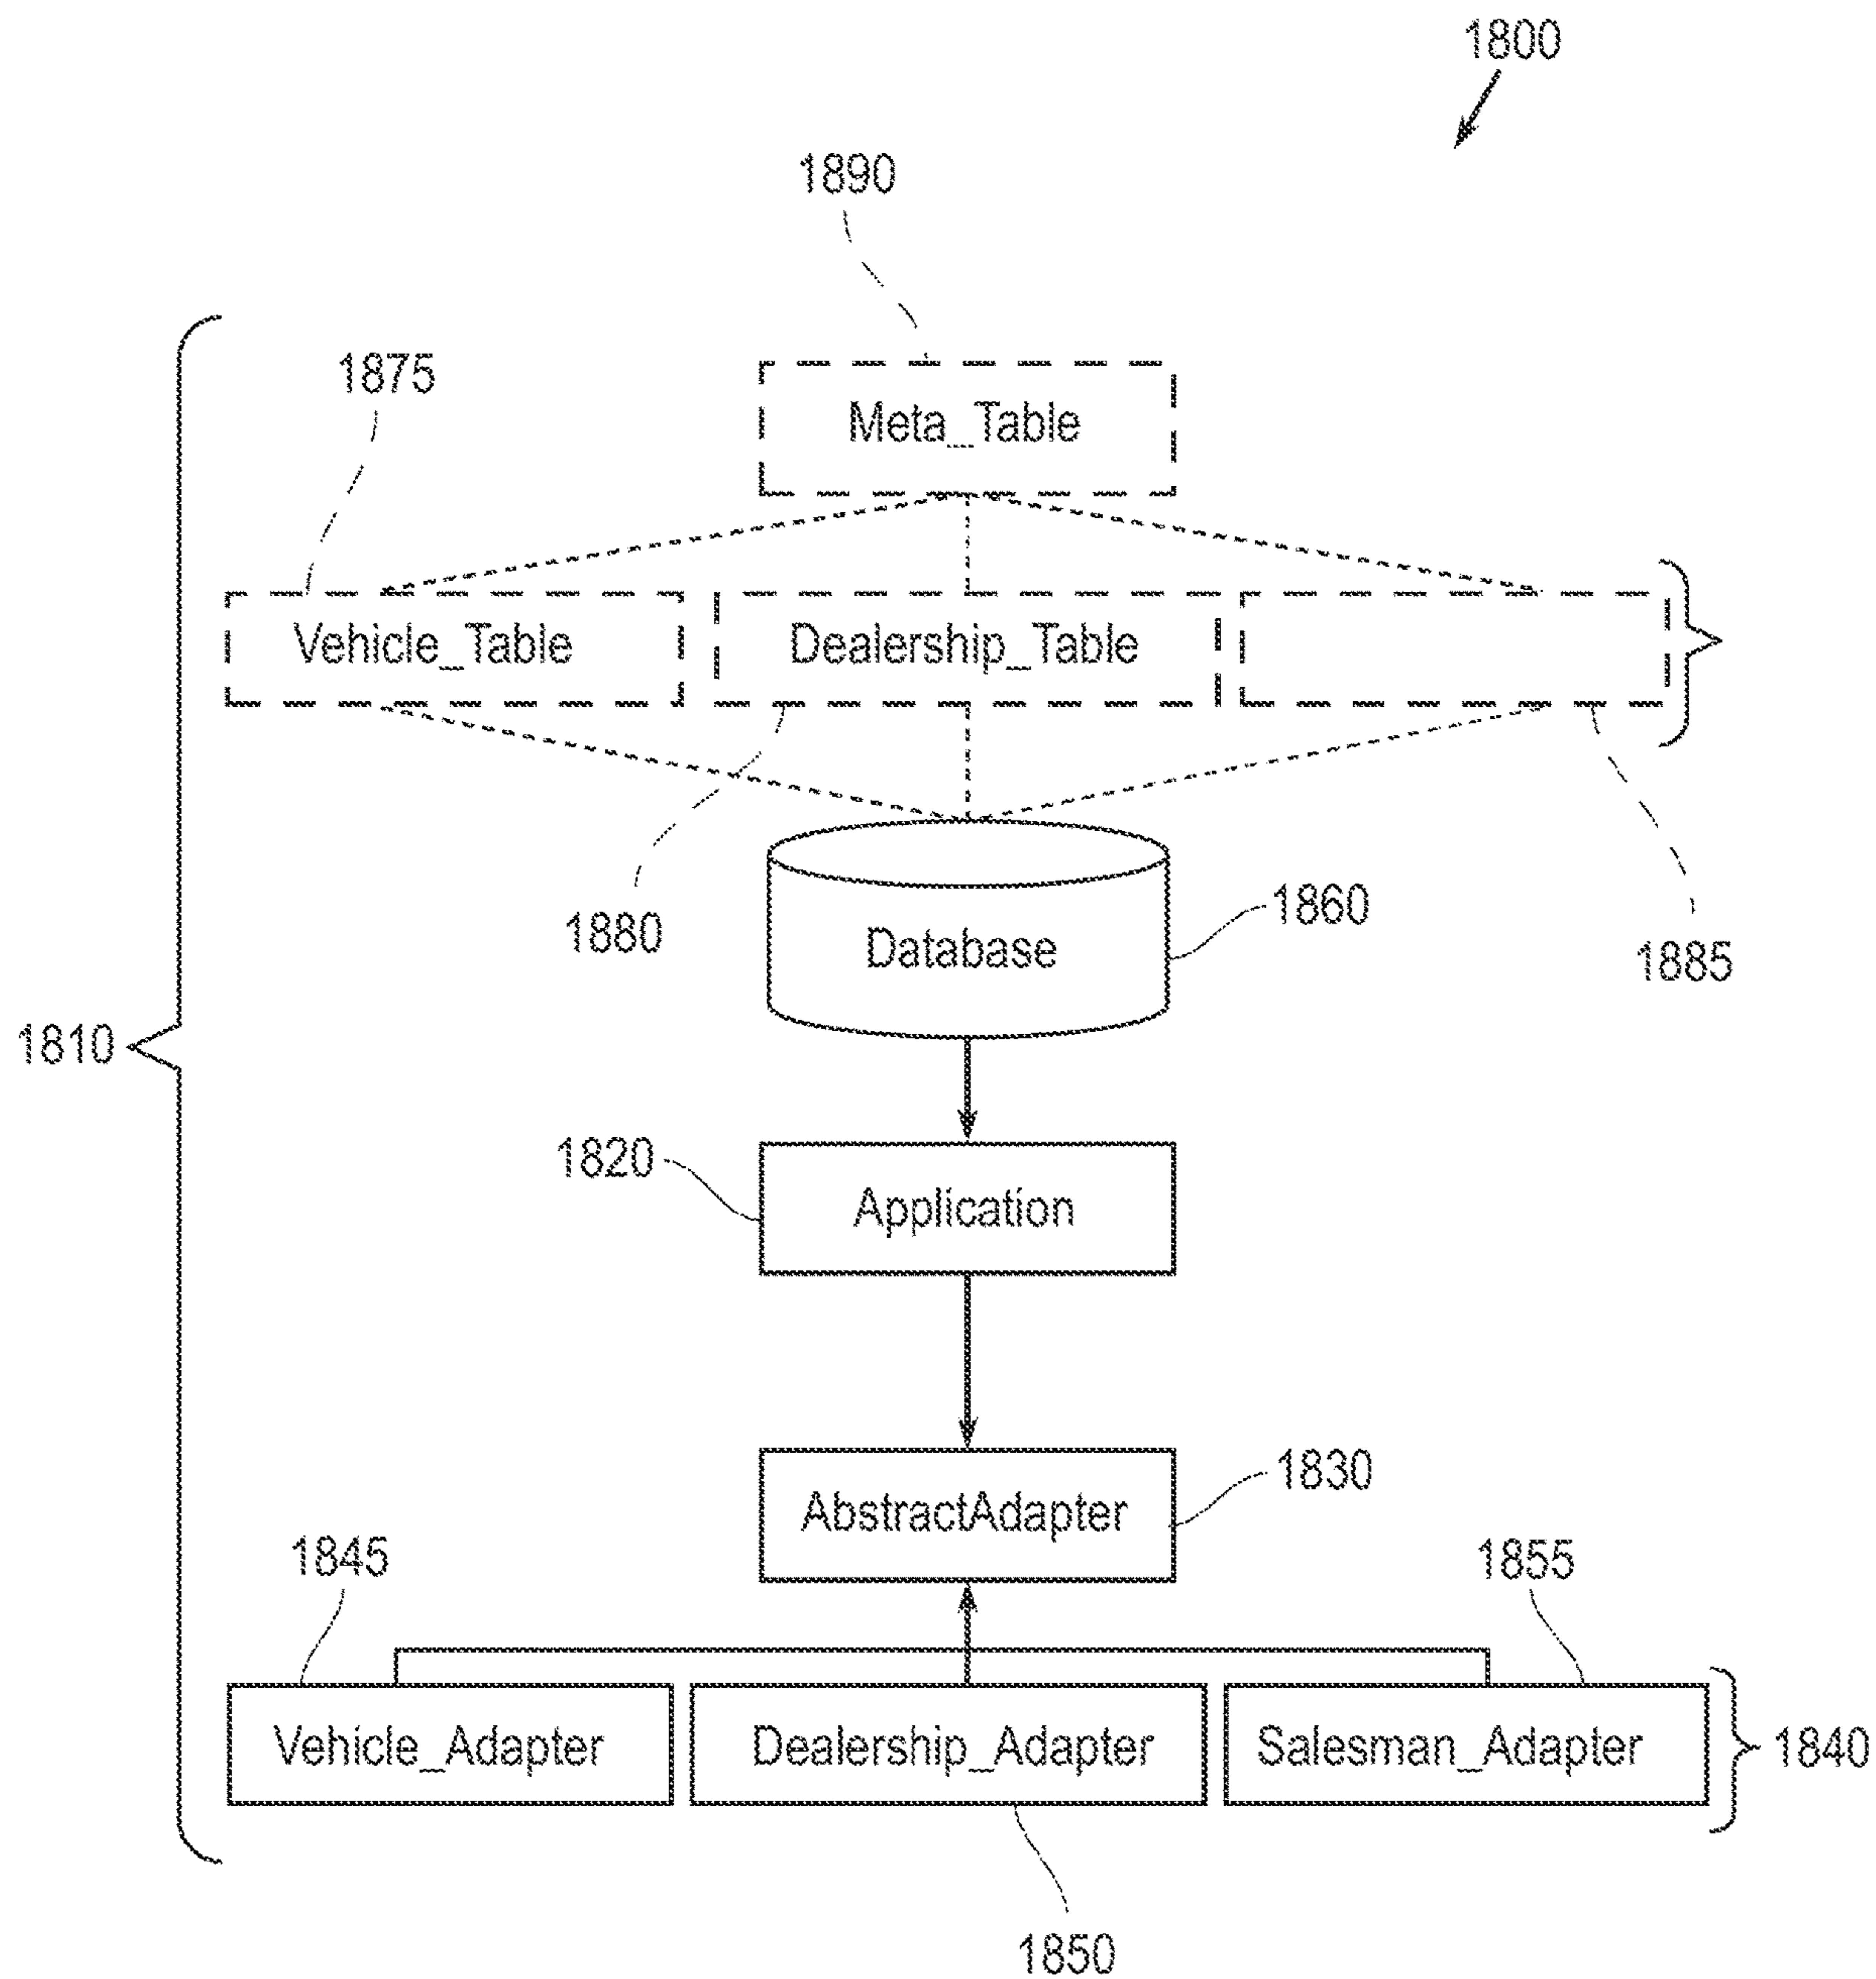 1800
1890
1875
Meta_Table
Vehicle_Table
Dealership_Table
1880
1860
1885
Database
1810
1820
Application
1830
AbstractAdapter
1845
1855
Vehicle_Adapter
Dealership_Adapter
Salesman_Adapter
1840
1850